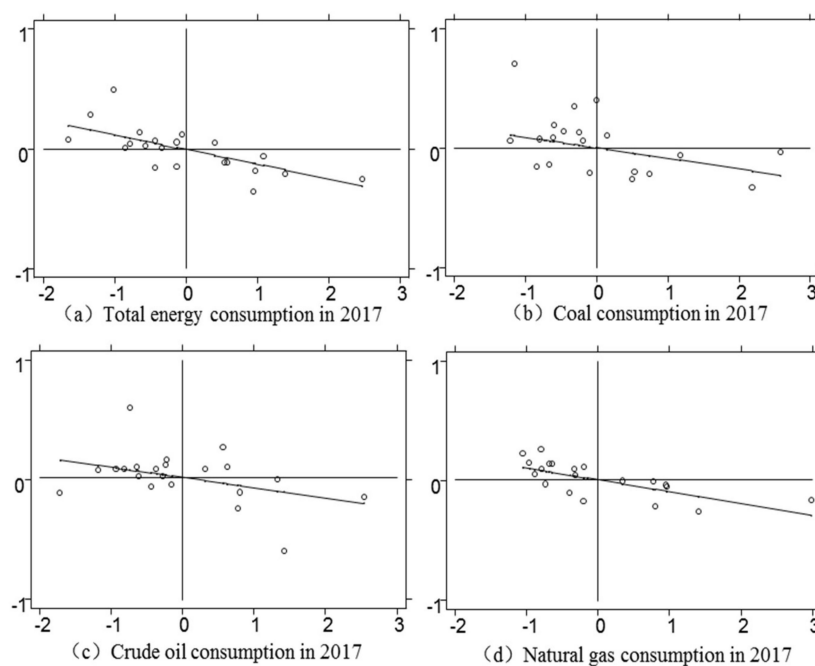 1
0
-1
-2 -1 0 1 2 3
（a）Total energy consumption in 2017
1
0
-1
-2 -1 0 1 2 3
（b）Coal consumption in 2017
1
0
-1
-2 -1 0 1 2 3
（c）Crude oil consumption in 2017
1
0
-1
-2 -1 0 1 2 3
（d）Natural gas consumption in 2017